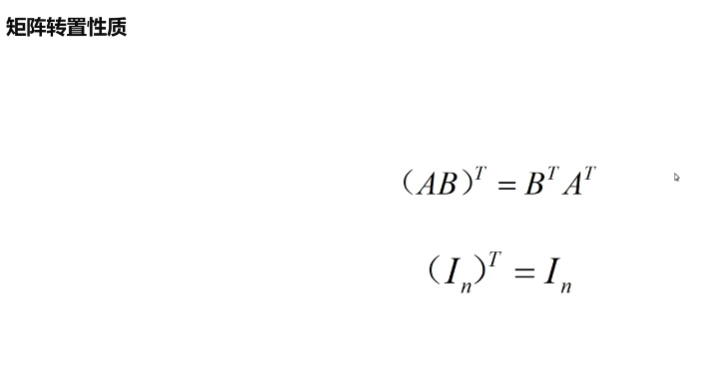 矩阵转置性质
(AB)^T = B^T A^T
(I_n)^T = I_n